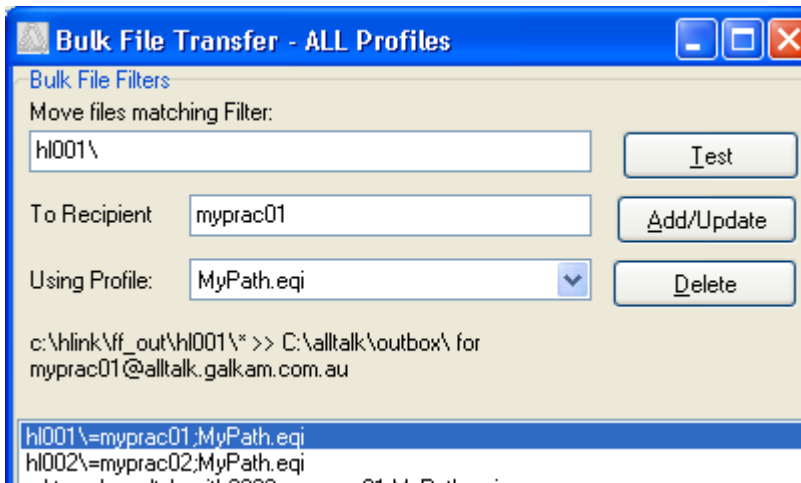 Bulk File Transfer - ALL Profiles
Bulk File Filters
Move files matching Filter:
hl001\
Test
To Recipient
myprac01
Add/Update
Using Profile:
MyPath.eqi
Delete
c:\hlink\ff_out\hl001\* >> C:\alltalk\outbox\ for
myprac01@alltalk.galkam.com.au
hl001\=myprac01;MyPath.eqi
hl002\=myprac02;MyPath.eqi